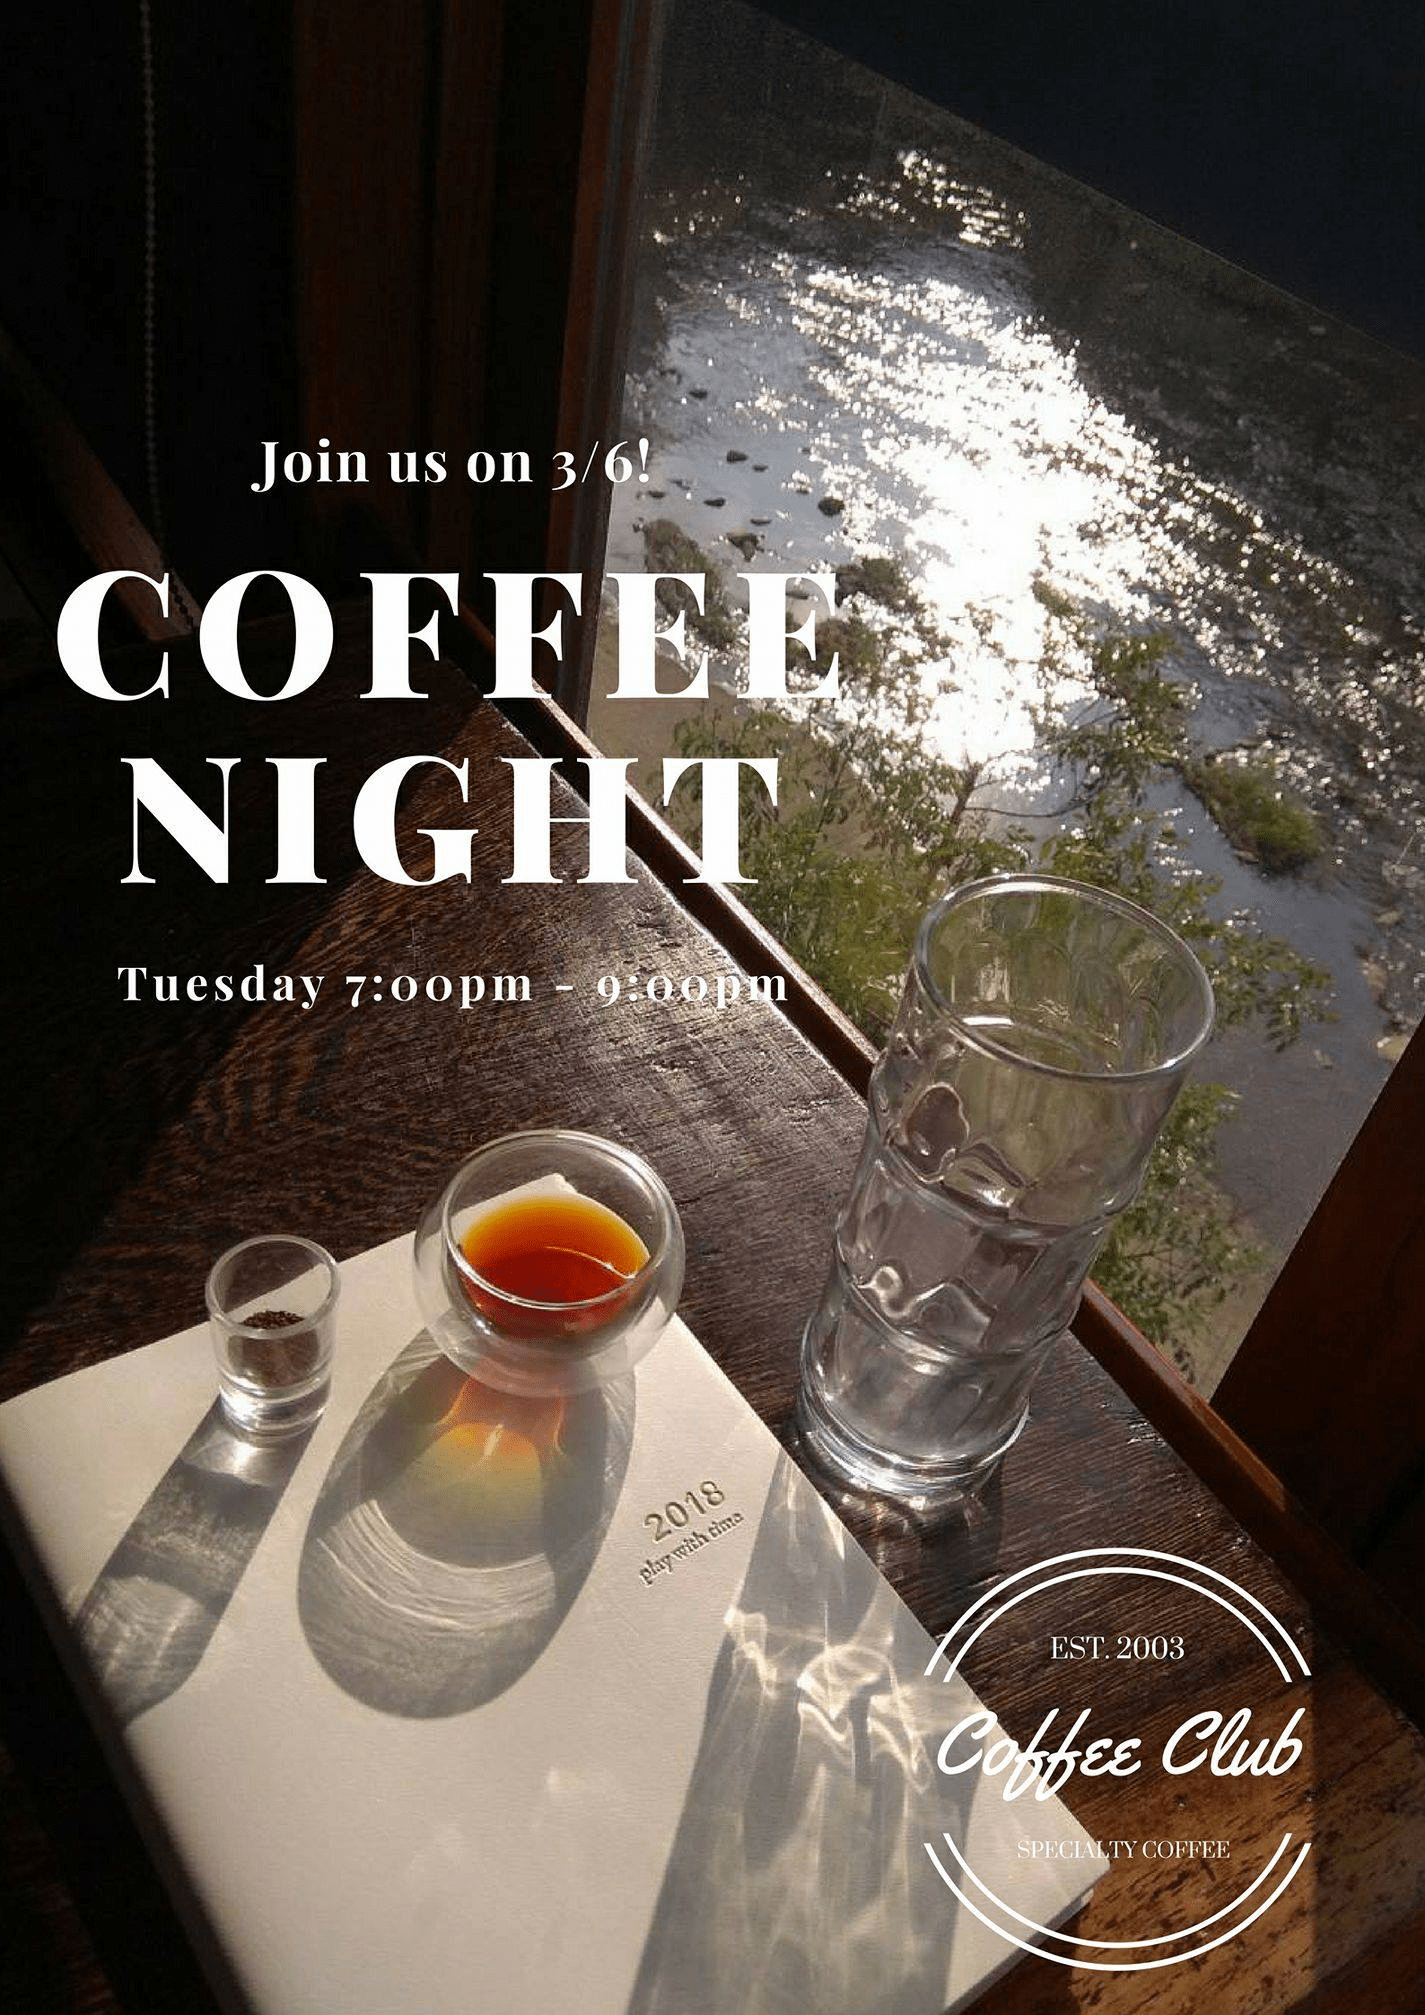 Join us on 3/6!
COFFEE
NIGHT
Tuesday 7:00pm - 9:00pm
2018
play with time
EST. 2003
Coffee Club
SPECIALTY COFFEE